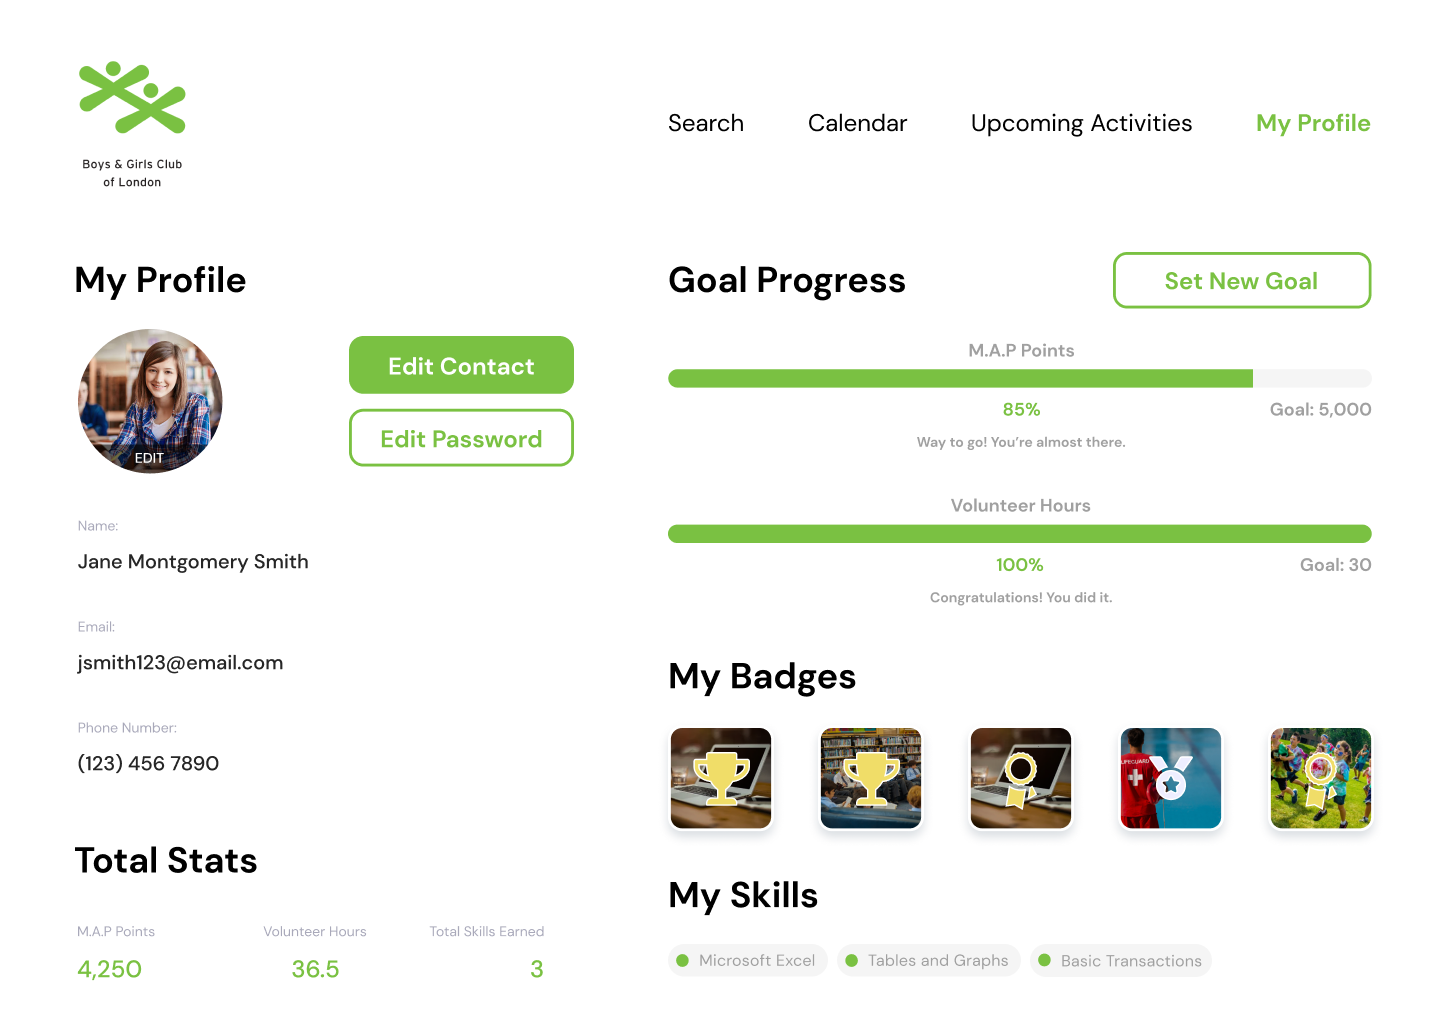 Boys & Girls Club
of London
Search
Calendar
Upcoming Activities
My Profile
My Profile
EDIT
Edit Contact
Edit Password
Name:
Jane Montgomery Smith
Email:
jsmith123@email.com
Phone Number:
(123) 456 7890
Total Stats
M.A.P Points
Volunteer Hours
Total Skills Earned
4,250
36.5
3
Goal Progress
Set New Goal
M.A.P Points
85%
Goal: 5,000
Way to go! You’re almost there.
Volunteer Hours
100%
Goal: 30
Congratulations! You did it.
My Badges
LIFEGUARD
My Skills
Microsoft Excel
Tables and Graphs
Basic Transactions